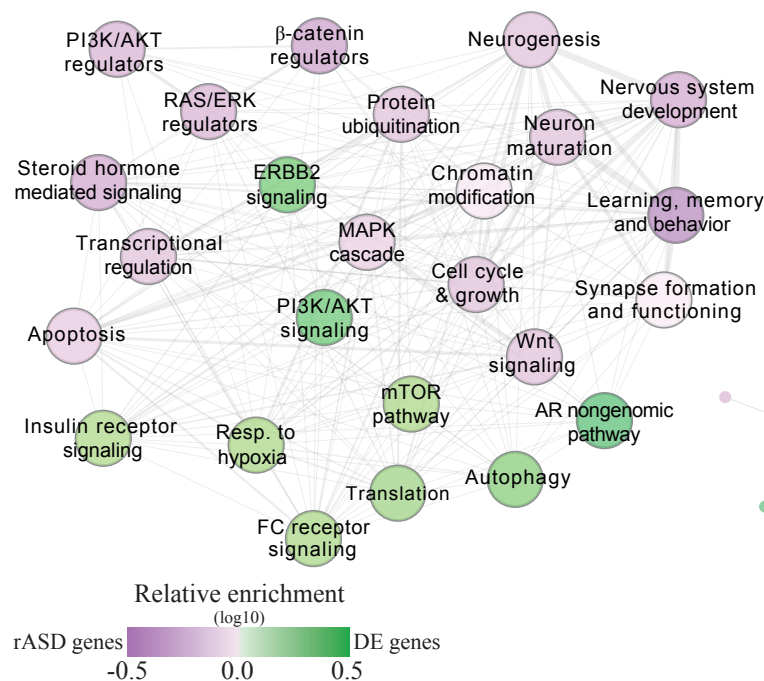 PI3K/AKT
regulators
β-catenin
regulators
Neurogenesis
RAS/ERK
regulators
Protein
ubiquitination
Neuron
maturation
Nervous system
development
Steroid hormone
mediated signaling
ERBB2
signaling
Chromatin
modification
Learning, memory
and behavior
Transcriptional
regulation
MAPK
cascade
Cell cycle
& growth
Synapse formation
and functioning
Apoptosis
PI3K/AKT
signaling
Wnt
signaling
Insulin receptor
signaling
Resp. to
hypoxia
mTOR
pathway
AR nongenomic
pathway
Translation
Autophagy
FC receptor
signaling
Relative enrichment
(log10)
rASD genes DE genes
-0.5 0.0 0.5